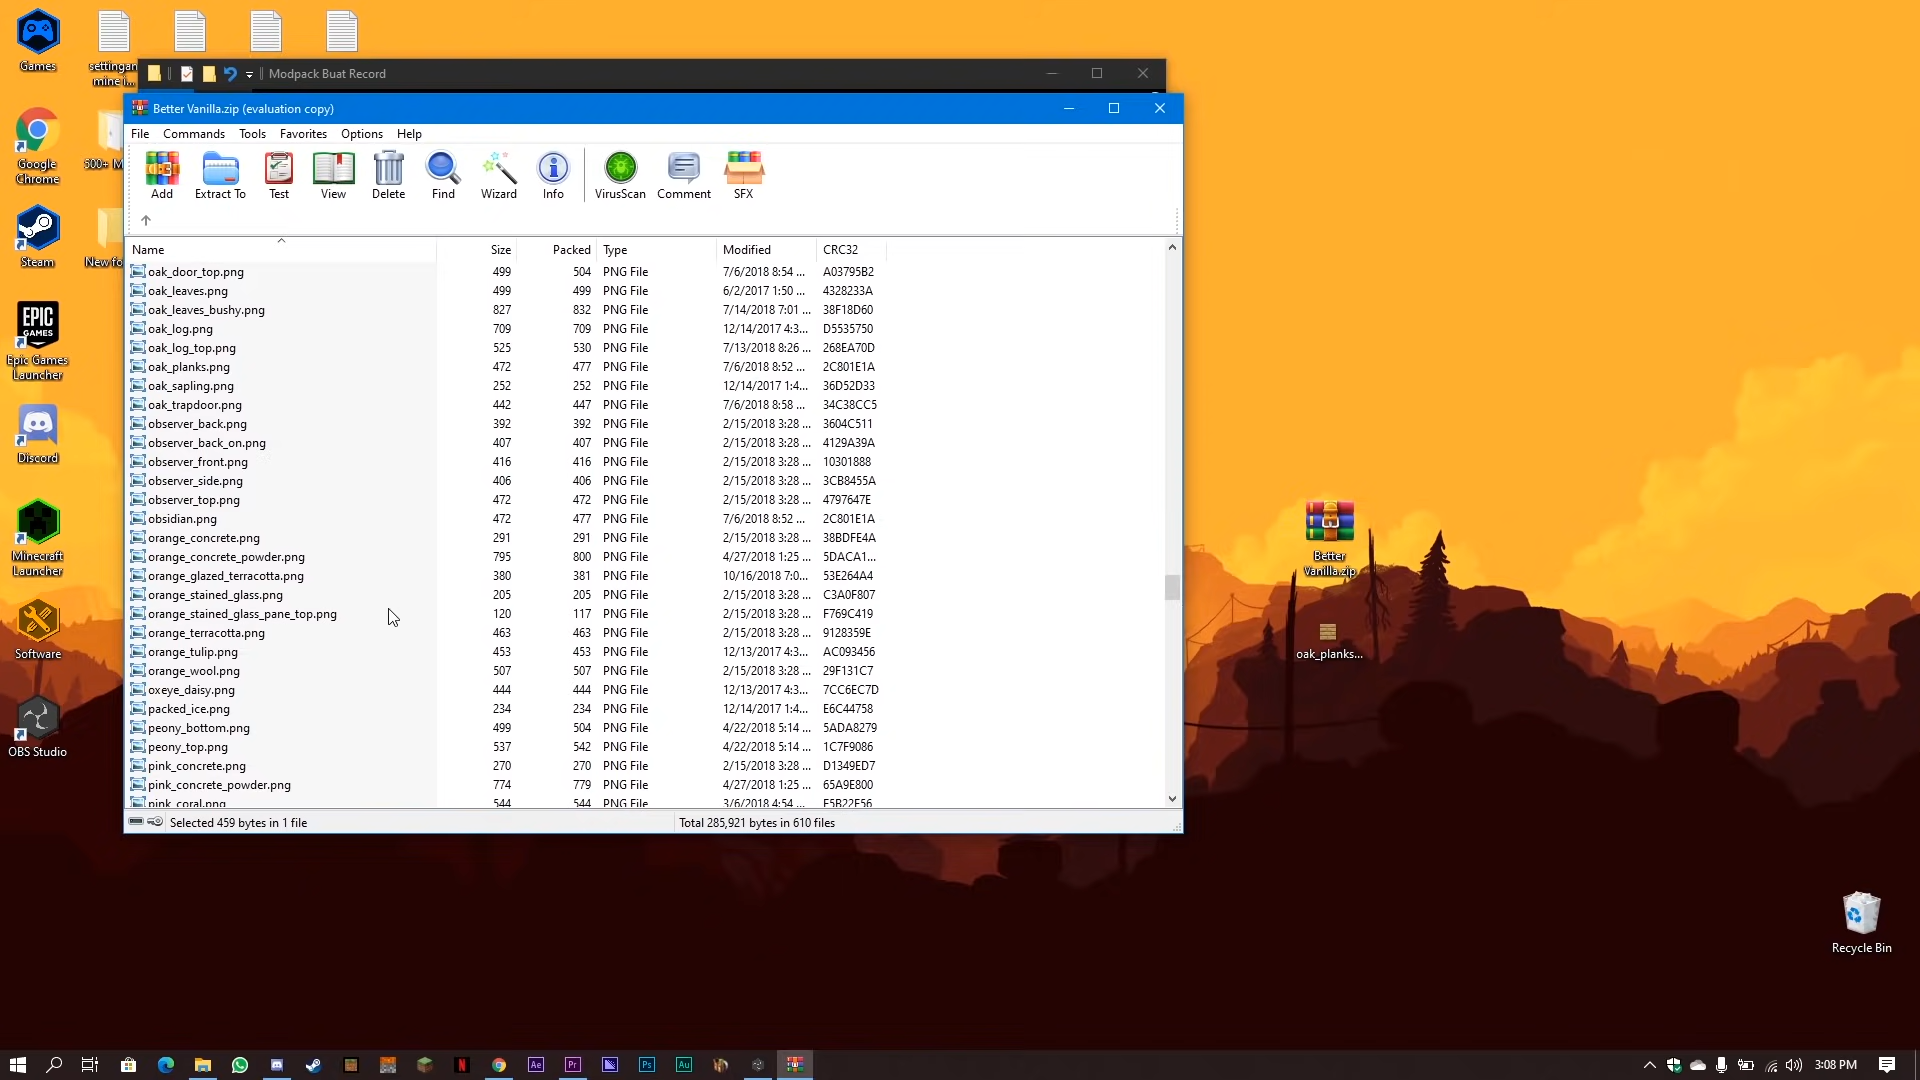 Games
settingan
mine i...
Google
Chrome
500+ M
Steam
New fo
EPIC
GAMES
Epic Games
Launcher
Discord
Minecraft
Launcher
Software
OBS Studio
Modpack Buat Record
Better Vanilla.zip (evaluation copy)
File Commands Tools Favorites Options Help
Add Extract To Test View Delete Find Wizard Info VirusScan Comment SFX
Name Size Packed Type Modified CRC32
oak_door_top.png 499 504 PNG File 7/6/2018 8:54 ... A03795B2
oak_leaves.png 499 499 PNG File 6/2/2017 1:50 ... 4328233A
oak_leaves_bushy.png 827 832 PNG File 7/14/2018 7:01 ... 38F18D60
oak_log.png 709 709 PNG File 12/14/2017 4:3... D5535750
oak_log_top.png 525 530 PNG File 7/13/2018 8:26 ... 268EA70D
oak_planks.png 472 477 PNG File 7/6/2018 8:52 ... 2C801E1A
oak_sapling.png 252 252 PNG File 12/14/2017 1:4... 36D52D33
oak_trapdoor.png 442 447 PNG File 7/6/2018 8:58 ... 34C38CC5
observer_back.png 392 392 PNG File 2/15/2018 3:28 ... 3604C511
observer_back_on.png 407 407 PNG File 2/15/2018 3:28 ... 4129A39A
observer_front.png 416 416 PNG File 2/15/2018 3:28 ... 10301888
observer_side.png 406 406 PNG File 2/15/2018 3:28 ... 3CB8455A
observer_top.png 472 472 PNG File 2/15/2018 3:28 ... 4797647E
obsidian.png 472 477 PNG File 7/6/2018 8:52 ... 2C801E1A
orange_concrete.png 291 291 PNG File 2/15/2018 3:28 ... 38BDFE4A
orange_concrete_powder.png 795 800 PNG File 4/27/2018 1:25 ... 5DACA1...
orange_glazed_terracotta.png 380 381 PNG File 10/16/2018 7:0... 53E264A4
orange_stained_glass.png 205 205 PNG File 2/15/2018 3:28 ... C3A0F807
orange_stained_glass_pane_top.png 120 117 PNG File 2/15/2018 3:28 ... F769C419
orange_terracotta.png 463 463 PNG File 2/15/2018 3:28 ... 9128359E
orange_tulip.png 453 453 PNG File 12/13/2017 4:3... AC093456
orange_wool.png 507 507 PNG File 2/15/2018 3:28 ... 29F131C7
oxeye_daisy.png 444 444 PNG File 12/13/2017 4:3... 7CC6EC7D
packed_ice.png 234 234 PNG File 12/14/2017 1:4... E6C44758
peony_bottom.png 499 504 PNG File 4/22/2018 5:14 ... 5ADA8279
peony_top.png 537 542 PNG File 4/22/2018 5:14 ... 1C7F9086
pink_concrete.png 270 270 PNG File 2/15/2018 3:28 ... D1349ED7
pink_concrete_powder.png 774 779 PNG File 4/27/2018 1:25 ... 65A9E800
pink_coral.png 544 544 PNG File 3/6/2018 4:54 ... F5B22F56
Selected 459 bytes in 1 file Total 285,921 bytes in 610 files
Better
Vanilla.zip
oak_planks...
Recycle Bin
Ae Pr Ps Au
3:08 PM